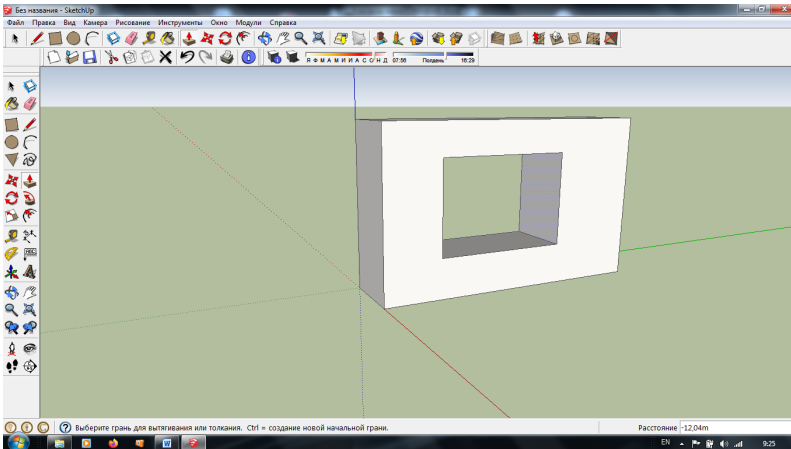 Без названия - SketchUp
Файл Правка Вид Камера Рисование Инструменты Окно Модули Справка
Я Ф М А М И И А С О Н Д 07:56 Полдень 16:29
Выберите грань для вытягивания или толкания. Ctrl = создание новой начальной грани.
Расстояние -12,04m
EN 9:25